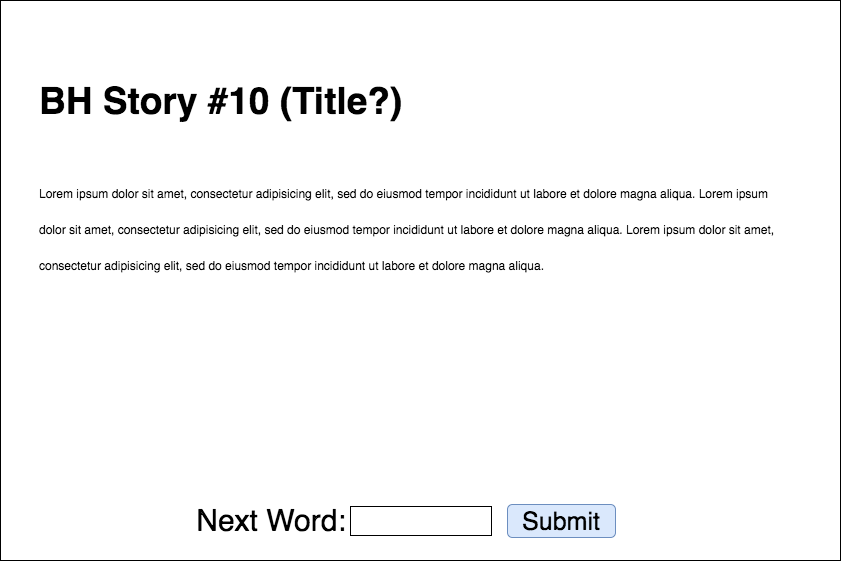 BH Story #10 (Title?)
Lorem ipsum dolor sit amet, consectetur adipisicing elit, sed do eiusmod tempor incididunt ut labore et dolore magna aliqua. Lorem ipsum
dolor sit amet, consectetur adipisicing elit, sed do eiusmod tempor incididunt ut labore et dolore magna aliqua. Lorem ipsum dolor sit amet,
consectetur adipisicing elit, sed do eiusmod tempor incididunt ut labore et dolore magna aliqua.
Next Word: Submit